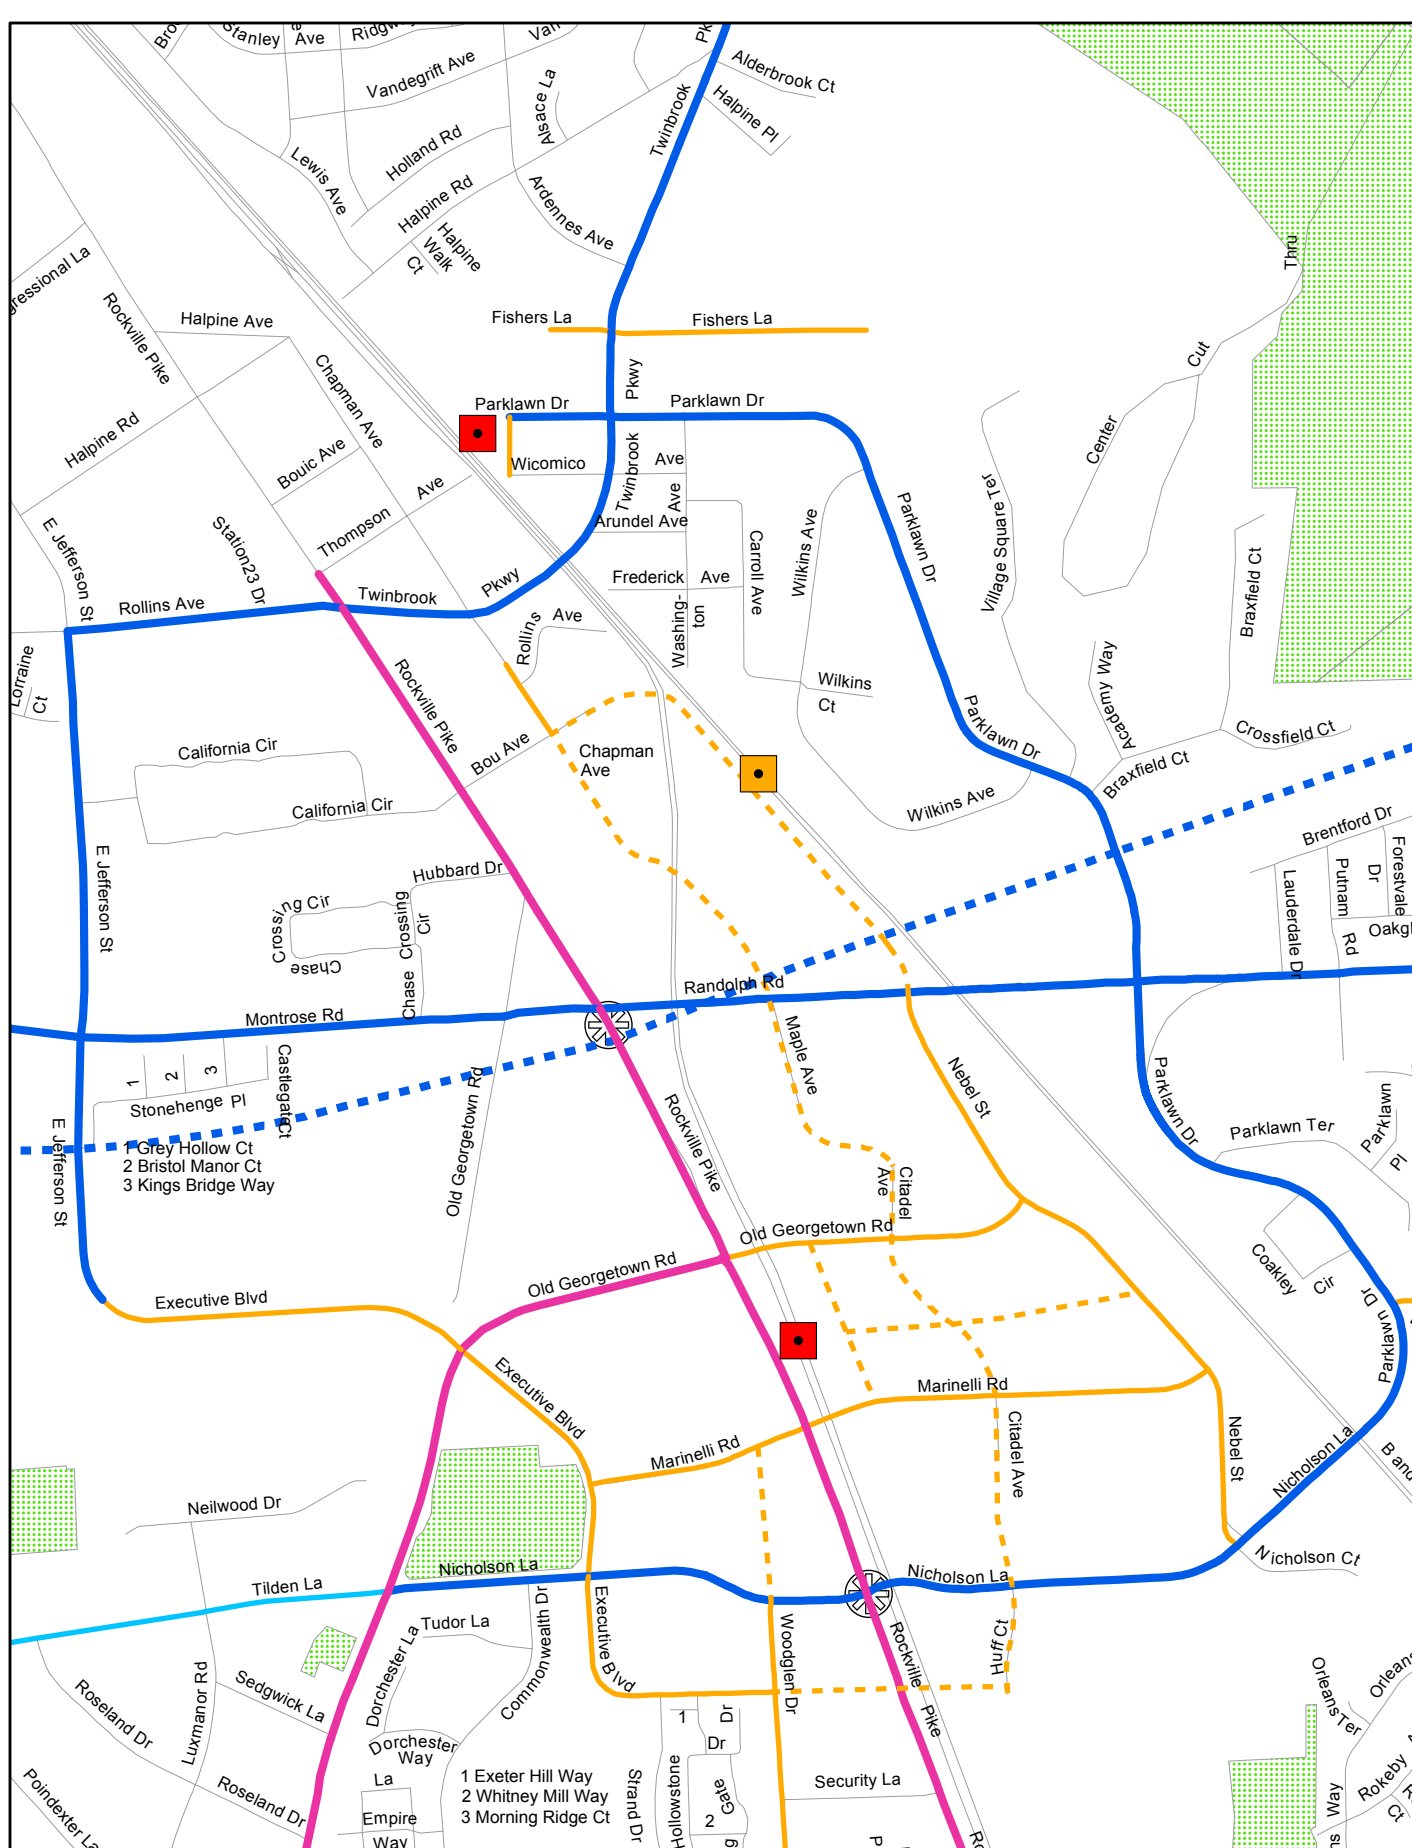 Stanley
Ave
Vandegrift Ave
Alsace La
Alderbrook Ct
Halpine Pl
Twinbrook
Holland Rd
Lewis Ave
Halpine Rd
Ardennes Ave
Halpine
Walk
Ct
Thru
Rockville Pike
Halpine Ave
Fishers La
Fishers La
Cut
Chapman Ave
Pkwy
Parklawn Dr
Parklawn Dr
Halpine Rd
Center
Bouic Ave
Wicomico
Ave
Twinbrook
Ave
Ave
Village Square Ter
Thompson
Arundel Ave
Carroll Ave
Wilkins Ave
Parklawn Dr
E Jefferson St
Station23 Dr
Frederick
Ave
Braxfield Ct
Rollins Ave
Twinbrook
Pkwy
Rollins
Ave
Washing-
ton
Lorraine
Ct
Wilkins
Ct
Academy Way
Rockville Pike
Parklawn Dr
Crossfield Ct
California Cir
Bou Ave
Chapman
Ave
Braxfield Ct
California Cir
Wilkins Ave
Brentford Dr
Hubbard Dr
E Jefferson St
Crossing Cir
Chase
Chase Crossing
Cir
Lauderdale Dr
Putnam
Rd
Forestvale
Dr
Randolph Rd
Montrose Rd
Maple Ave
Nebel St
Castlegate Ct
1
2
3
Stonehenge Pl
Old Georgetown Rd
Rockville Pike
Parklawn Dr
Parklawn Ter
Parklawn
Pl
E Jefferson St
1 Grey Hollow Ct
2 Bristol Manor Ct
3 Kings Bridge Way
Citadel
Ave
Old Georgetown Rd
Old Georgetown Rd
Coakley
Cir
Executive Blvd
Parklawn Dr
Executive Blvd
Marinelli Rd
Marinelli Rd
Citadel Ave
Nebel St
Nicholson La
Neilwood Dr
Nicholson La
Nicholson La
Nicholson Ct
Tilden La
Tudor La
Commonwealth Dr
Executive Blvd
Woodglen Dr
Huff Ct
Rockville
Pike
Dorchester La
Sedgwick La
Luxmanor Rd
Roseland Dr
Orleans Ter
Orleans
Dorchester
Way
1
Dr
Dr
Roseland Dr
Poindexter La
La
Empire
Way
1 Exeter Hill Way
2 Whitney Mill Way
3 Morning Ridge Ct
Strand Dr
Hollowstone
Gate
2
Security La
Way
Rokeby
Ct